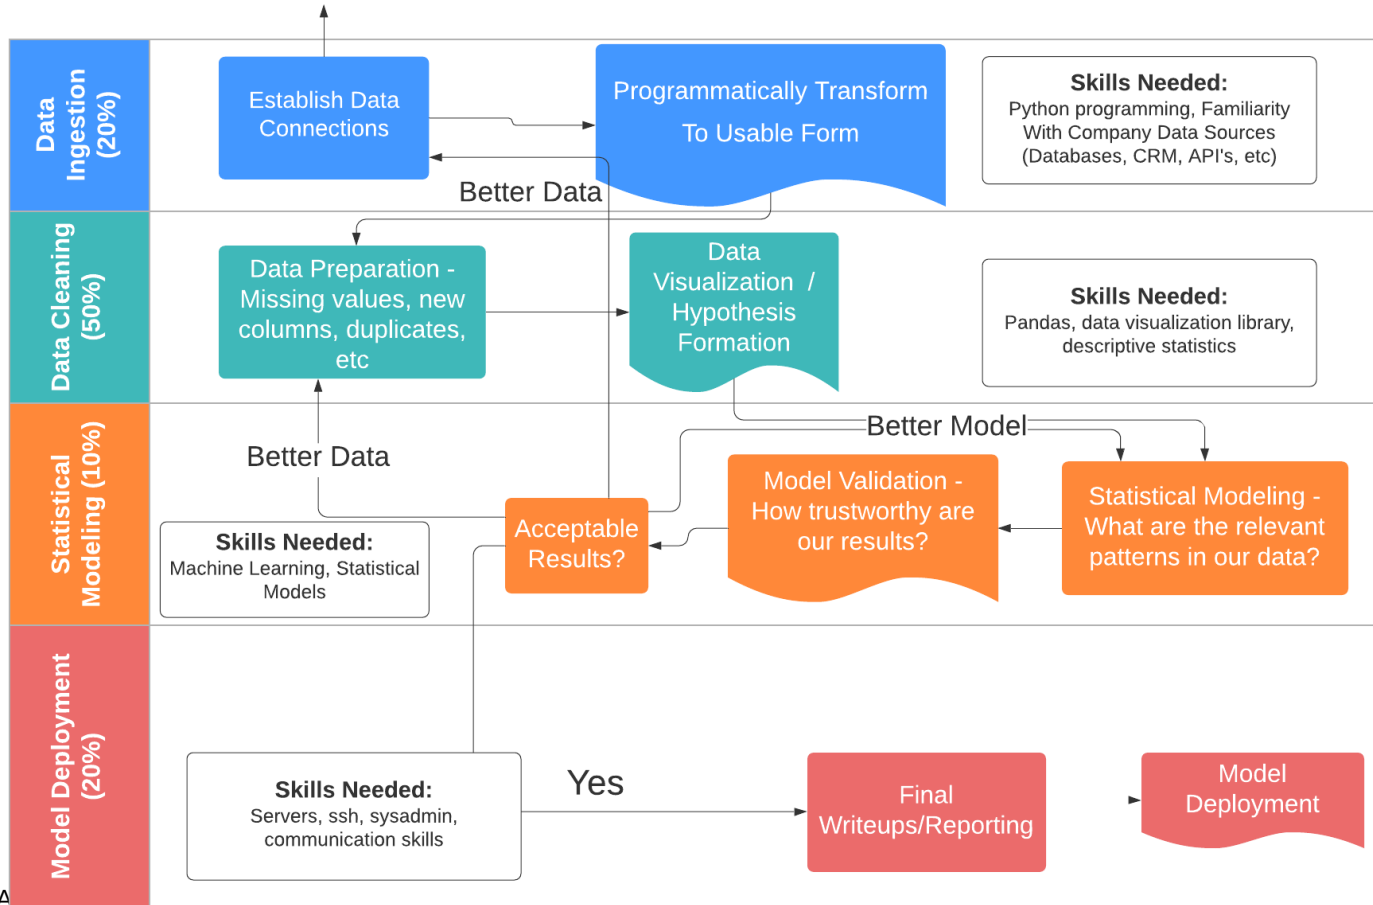 Data
Ingestion
(20%)
Establish Data
Connections
Programmatically Transform
To Usable Form
Skills Needed:
Python programming, Familiarity
With Company Data Sources
(Databases, CRM, API's, etc)
Better Data
Data Cleaning
(50%)
Data Preparation -
Missing values, new
columns, duplicates,
etc
Data
Visualization /
Hypothesis
Formation
Skills Needed:
Pandas, data visualization library,
descriptive statistics
Statistical
Modeling (10%)
Better Data
Better Model
Skills Needed:
Machine Learning, Statistical
Models
Acceptable
Results?
Model Validation -
How trustworthy are
our results?
Statistical Modeling -
What are the relevant
patterns in our data?
Model Deployment
(20%)
Skills Needed:
Servers, ssh, sysadmin,
communication skills
Yes
Final
Writeups/Reporting
Model
Deployment